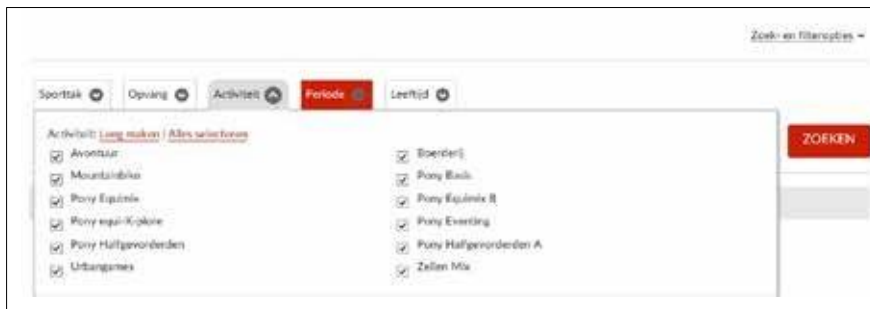 Zoek- en filteropties
Sporttak Opvang Activiteit Periode Leeftijd
Activiteit: Leeg maken | Alles selecteren
ZOEKEN
Avontuur Boerderij
Mountainbike Pony Basis
Pony Equimix Pony Equimix B
Pony equi-X-plore Pony Eventing
Pony Halfgevorderden Pony Halfgevorderden A
Urbangames Zeilen Mix